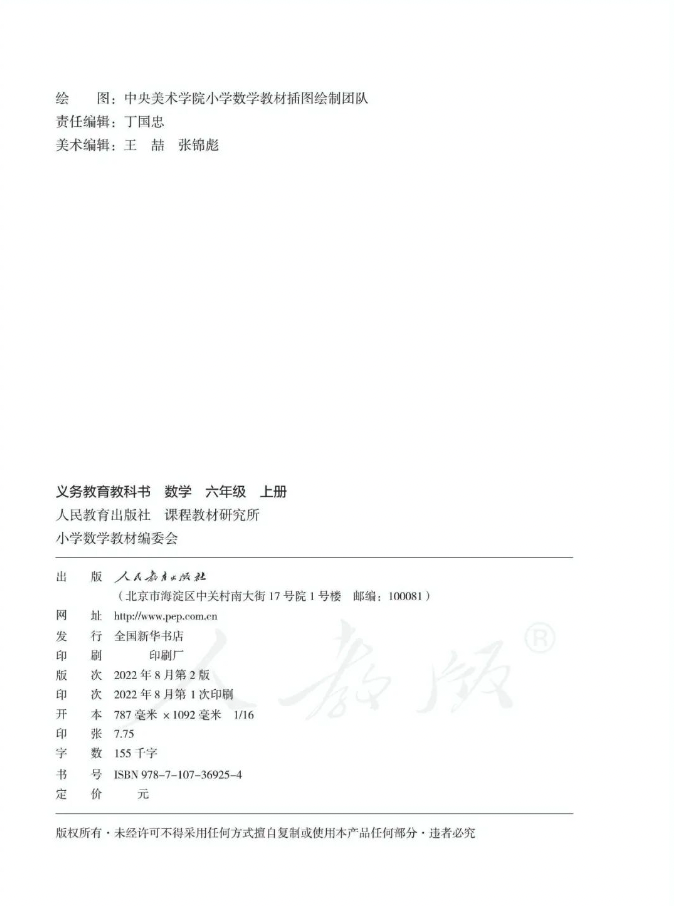 绘 图：中央美术学院小学数学教材插图绘制团队
责任编辑：丁国忠
美术编辑：王 喆 张锦彪
义务教育教科书 数学 六年级 上册
人民教育出版社 课程教材研究所
小学数学教材编委会
出 版 人民教育出版社
（北京市海淀区中关村南大街 17 号院 1 号楼 邮编：100081）
网 址 http://www.pep.com.cn
发 行 全国新华书店
印 刷 印刷厂
版 次 2022 年 8 月第 2 版
印 次 2022 年 8 月第 1 次印刷
开 本 787 毫米 ×1092 毫米 1/16
印 张 7.75
字 数 155 千字
书 号 ISBN 978-7-107-36925-4
定 价 元
人教版®
版权所有·未经许可不得采用任何方式擅自复制或使用本产品任何部分·违者必究